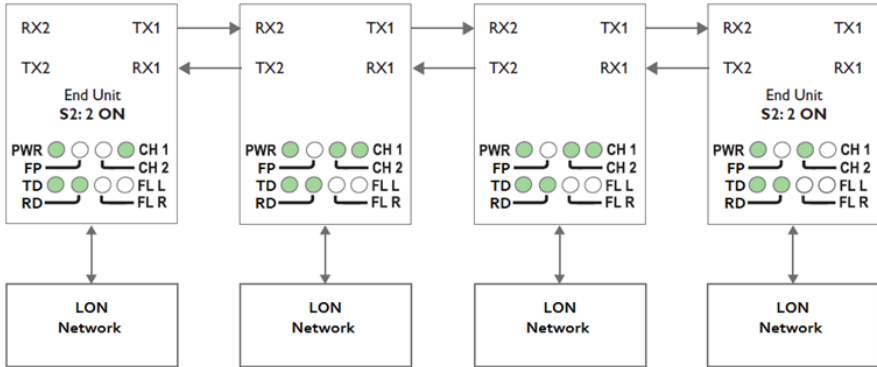 RX2 TX1 RX2 TX1 RX2 TX1 RX2 TX1
TX2 RX1 TX2 RX1 TX2 RX1 TX2 RX1
End Unit End Unit
S2: 2 ON S2: 2 ON
PWR CH 1 PWR CH 1 PWR CH 1 PWR CH 1
FP CH 2 FP CH 2 FP CH 2 FP CH 2
TD FL L TD FL L TD FL L TD FL L
RD FL R RD FL R RD FL R RD FL R
LON LON LON LON
Network Network Network Network